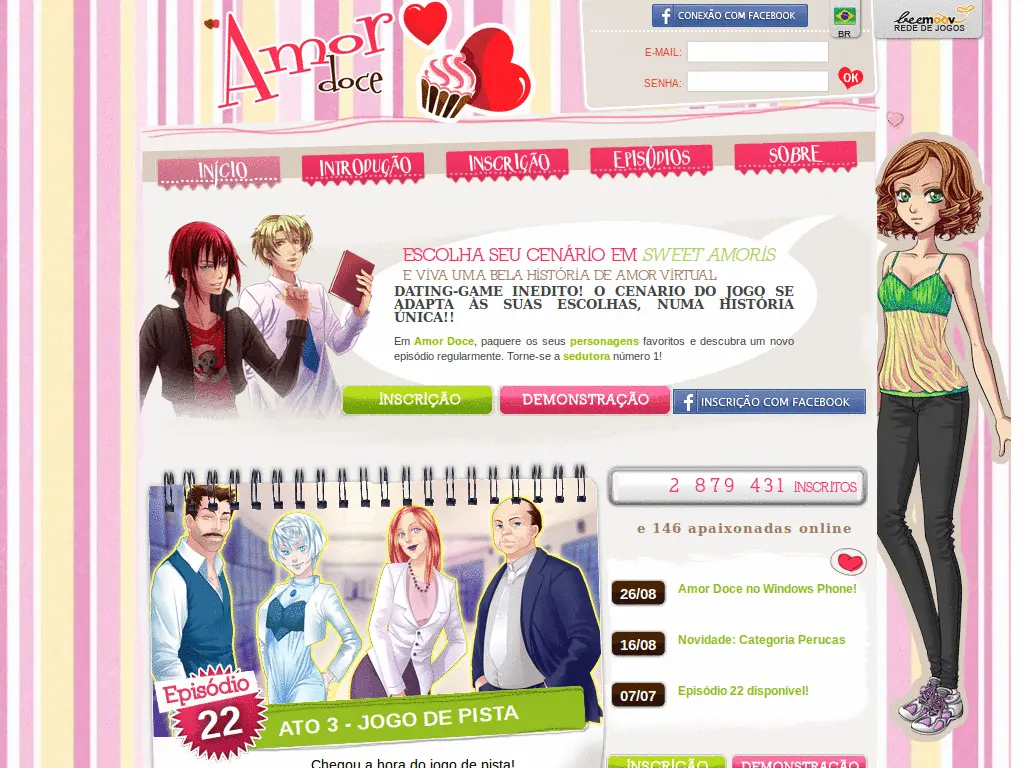 Amor
doce
CONEXÃO COM FACEBOOK
BR
beemoov
REDE DE JOGOS
E-MAIL:
SENHA:
OK
INÍCIO
INTRODUÇÃO
INSCRIÇÃO
EPISÓDIOS
SOBRE
ESCOLHA SEU CENÁRIO EM SWEET AMORIS
E VIVA UMA BELA HISTÓRIA DE AMOR VIRTUAL
DATING-GAME INEDITO! O CENARIO DO JOGO SE
ADAPTA ÀS SUAS ESCOLHAS, NUMA HISTÓRIA
ÚNICA!!
Em Amor Doce, paquere os seus personagens favoritos e descubra um novo
episódio regularmente. Torne-se a sedutora número 1!
INSCRIÇÃO
DEMONSTRAÇÃO
INSCRIÇÃO COM FACEBOOK
2 879 431 INSCRITOS
e 146 apaixonadas online
26/08 Amor Doce no Windows Phone!
16/08 Novidade: Categoria Perucas
07/07 Episódio 22 disponível!
Episódio
22
ATO 3 - JOGO DE PISTA
Chegou a hora do jogo de pista!
INSCRIÇÃO
DEMONSTRAÇÃO